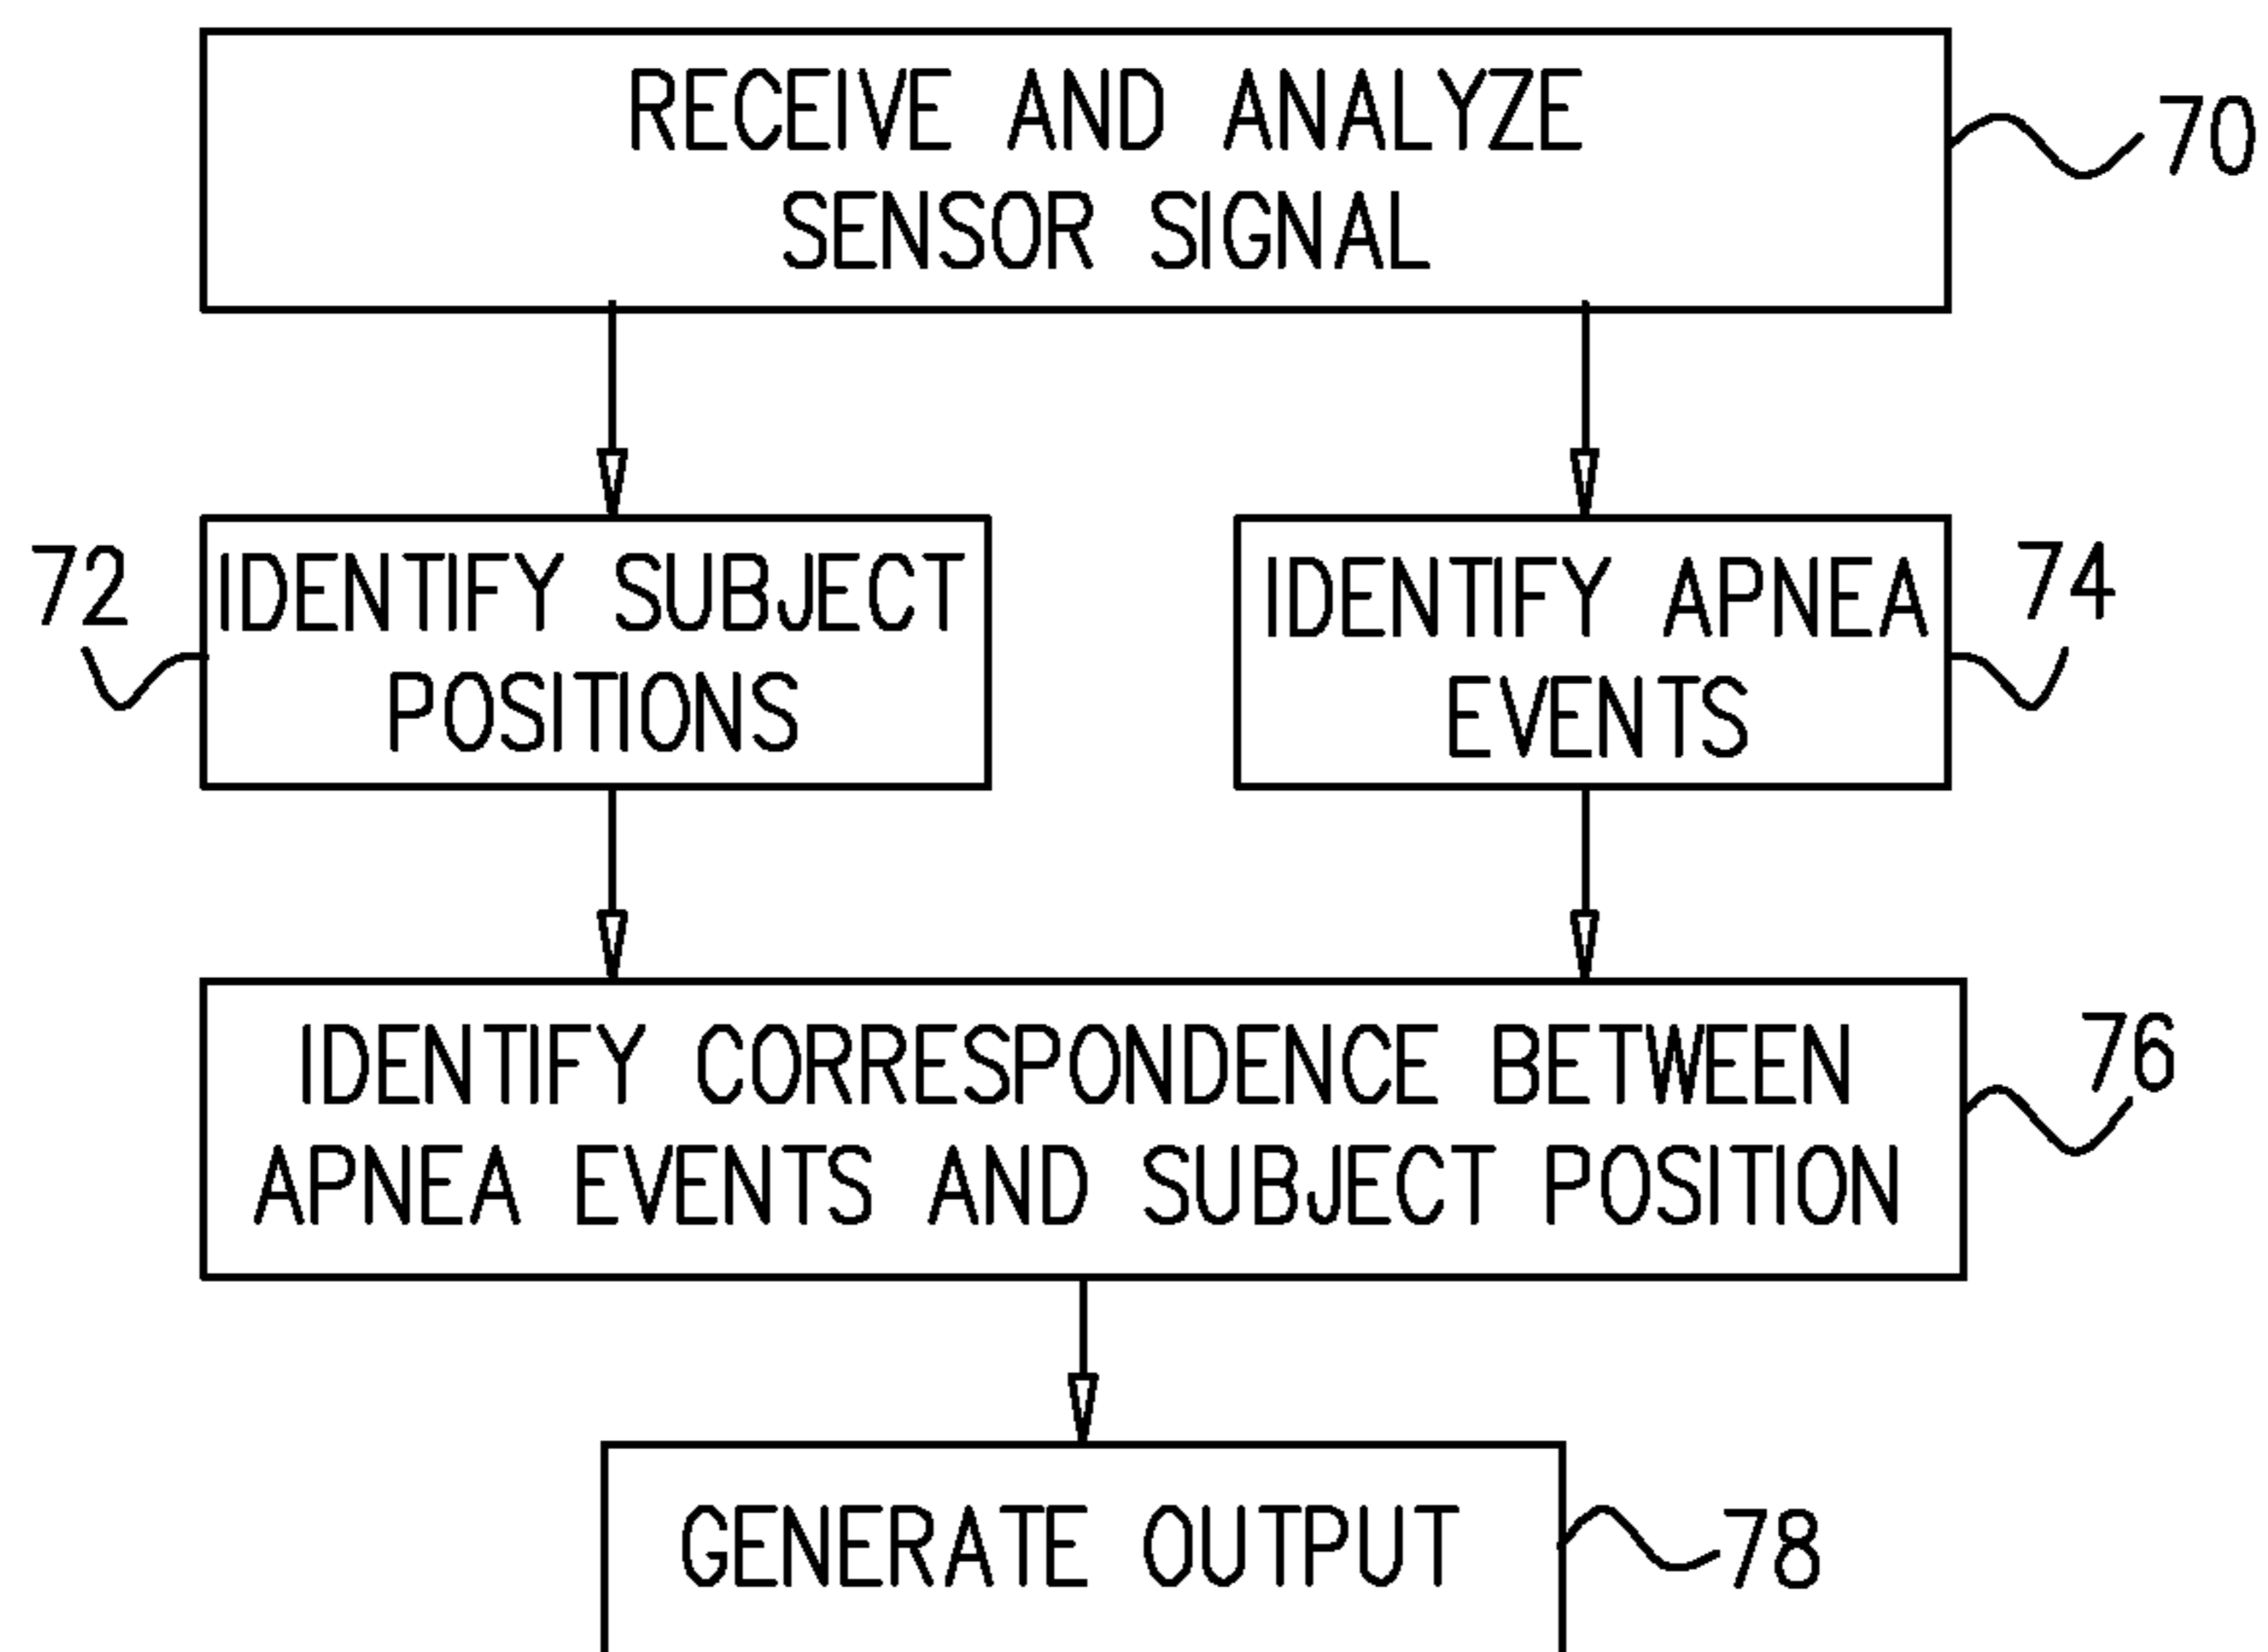 RECEIVE AND ANALYZE
SENSOR SIGNAL
70
72
IDENTIFY SUBJECT
POSITIONS
IDENTIFY APNEA
EVENTS
74
IDENTIFY CORRESPONDENCE BETWEEN
APNEA EVENTS AND SUBJECT POSITION
76
GENERATE OUTPUT
78